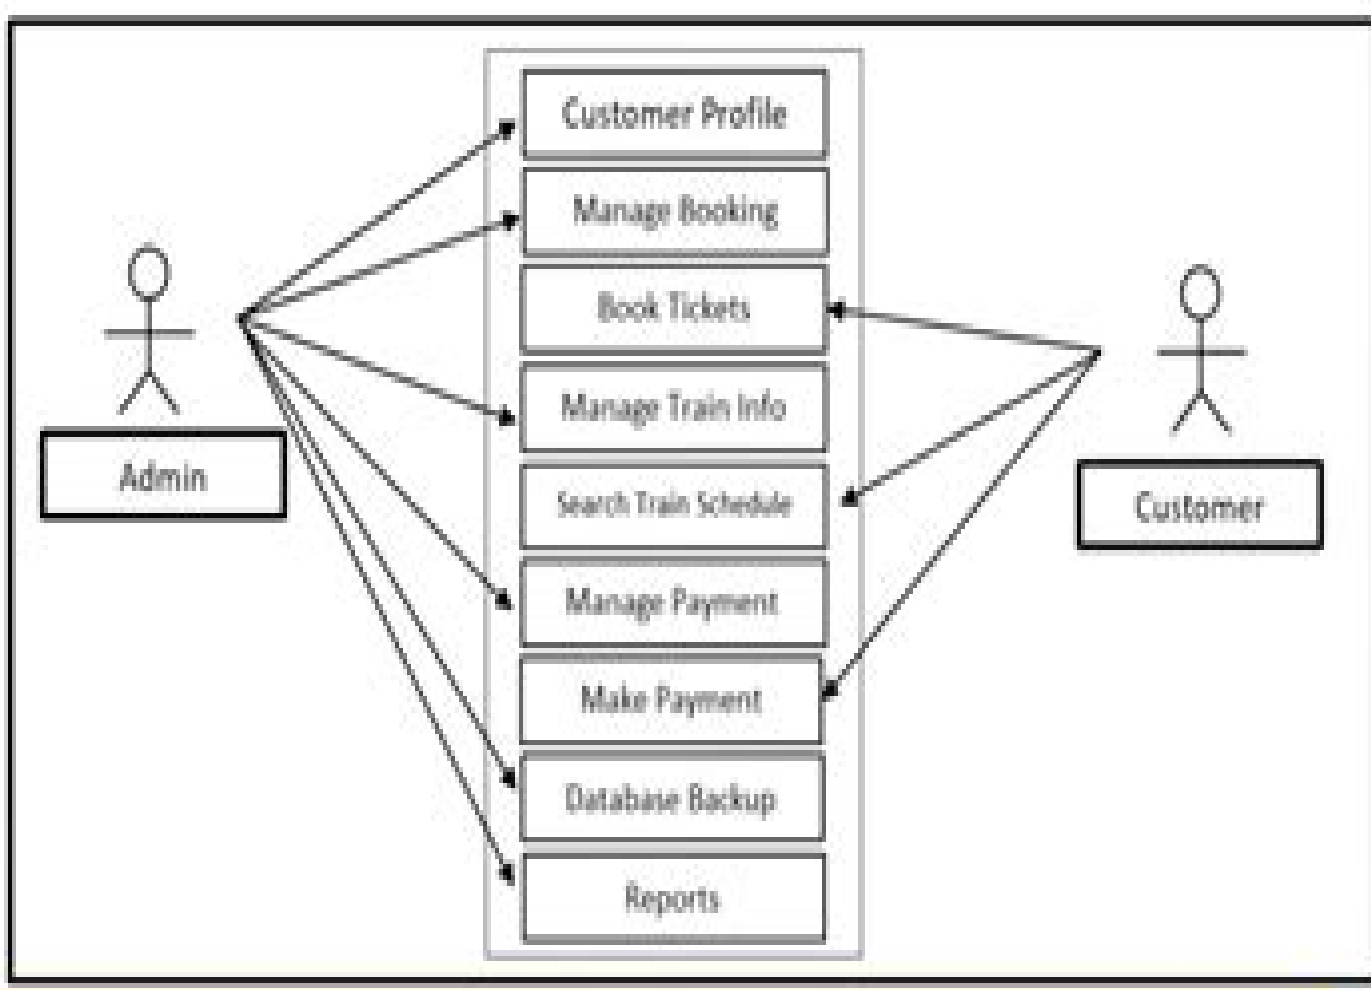 Customer Profile
Manage Booking
Book Tickets
Manage Train Info
Search Train Schedule
Manage Payment
Make Payment
Database Backup
Reports
Admin
Customer